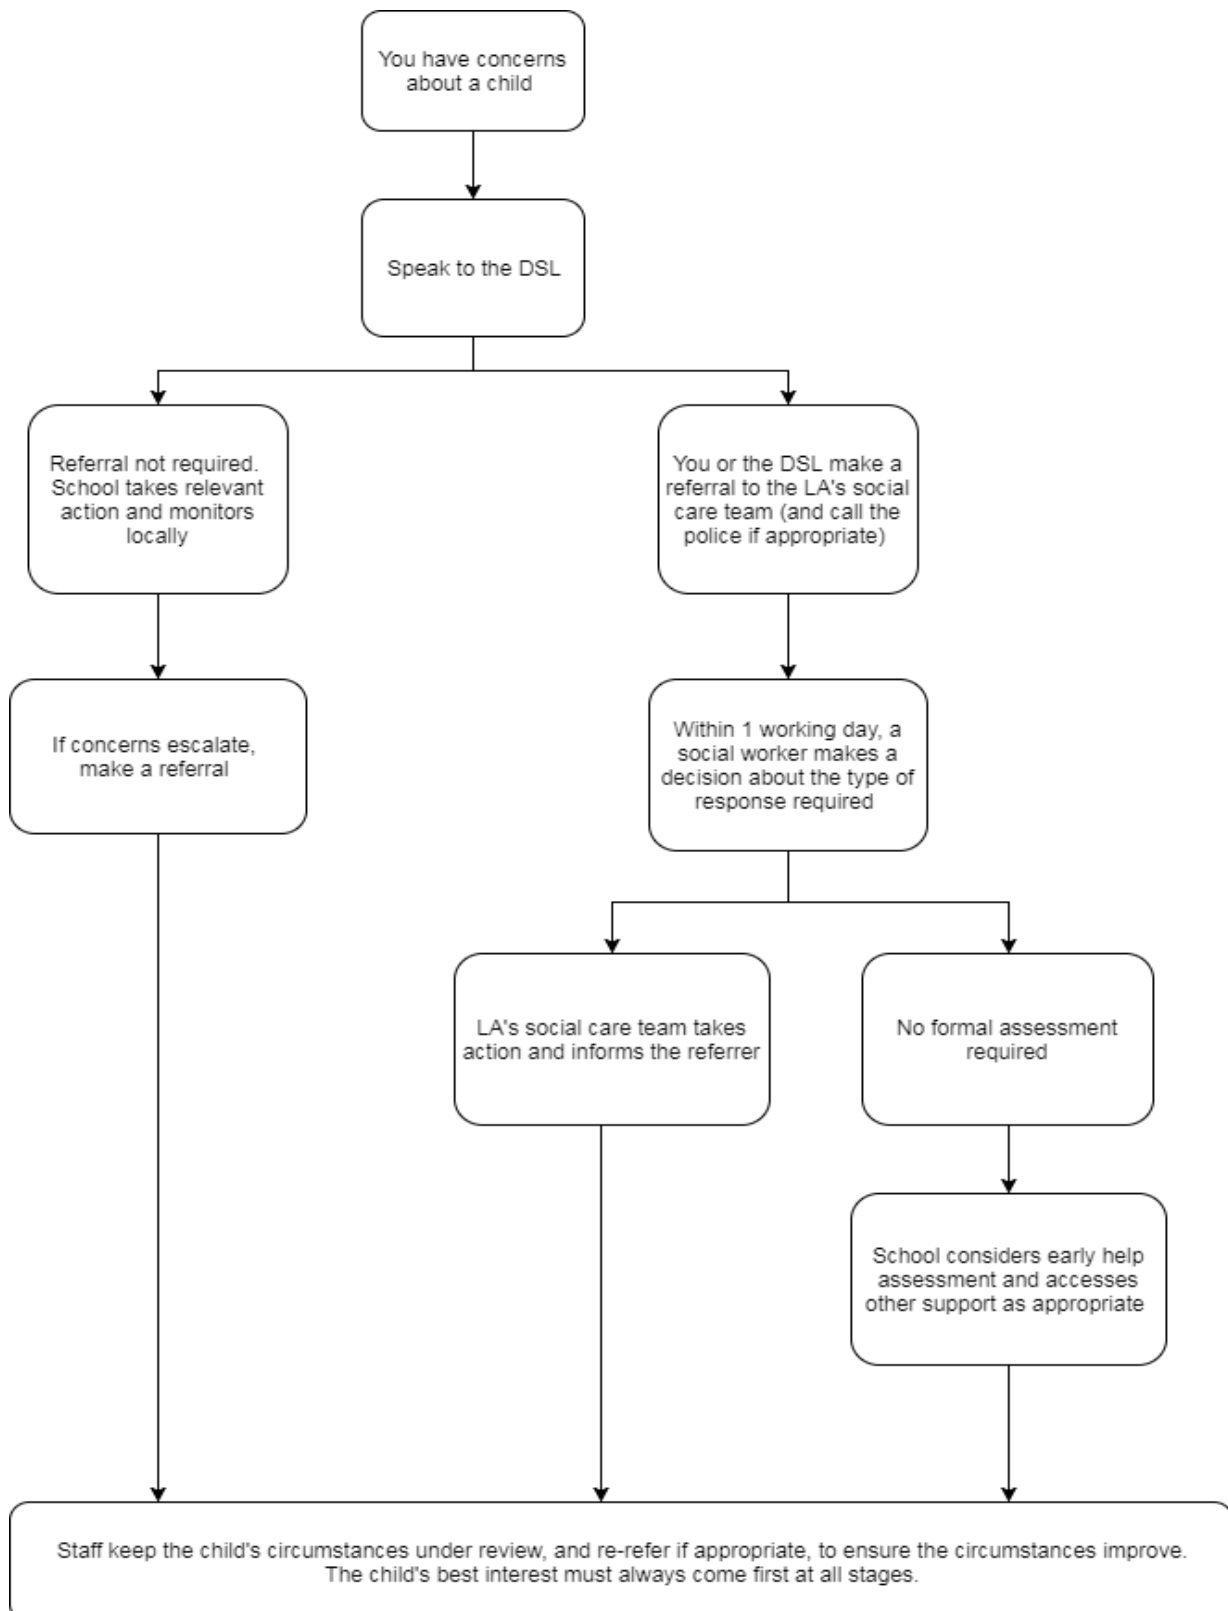 You have concerns
about a child
Speak to the DSL
Referral not required.
School takes relevant
action and monitors
locally
You or the DSL make a
referral to the LA's social
care team (and call the
police if appropriate)
If concerns escalate,
make a referral
Within 1 working day, a
social worker makes a
decision about the type of
response required
LA's social care team takes
action and informs the referrer
No formal assessment
required
School considers early help
assessment and accesses
other support as appropriate
Staff keep the child's circumstances under review, and re-refer if appropriate, to ensure the circumstances improve.
The child's best interest must always come first at all stages.